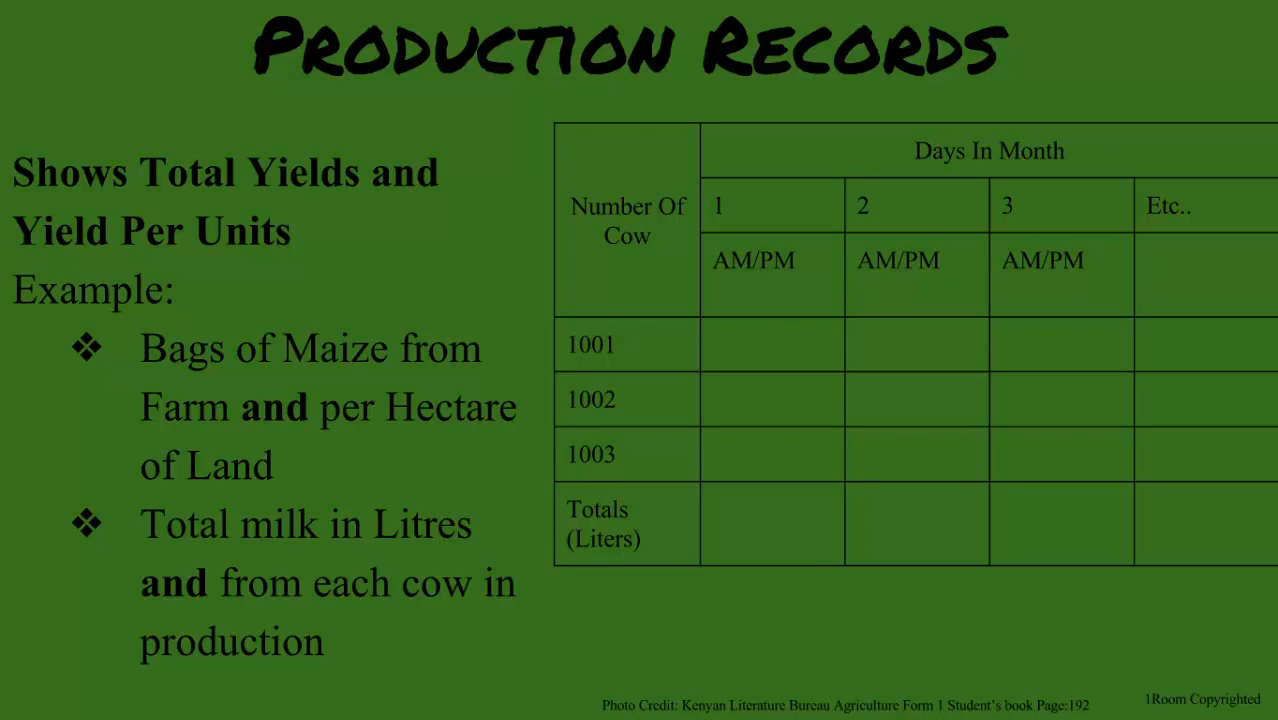 PRODUCTION RECORDS
Shows Total Yields and
Yield Per Units
Example:
❖ Bags of Maize from
Farm and per Hectare
of Land
❖ Total milk in Litres
and from each cow in
production
Number Of
Cow
Days In Month
1 2 3 Etc..
AM/PM AM/PM AM/PM
1001
1002
1003
Totals
(Liters)
Photo Credit: Kenyan Literature Bureau Agriculture Form 1 Student’s book Page:192
1Room Copyrighted